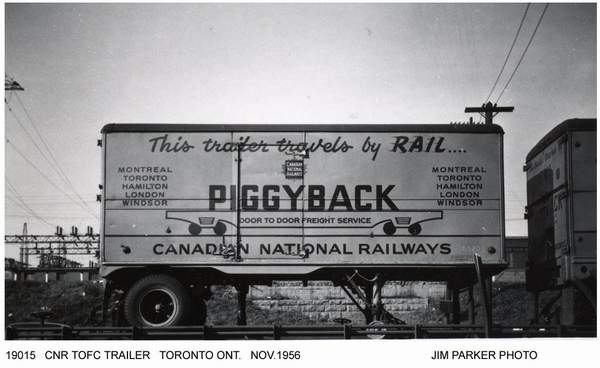 This trailer travels by RAIL....
MONTREAL
TORONTO
HAMILTON
LONDON
WINDSOR
CANADIAN
NATIONAL
RAILWAYS
MONTREAL
TORONTO
HAMILTON
LONDON
WINDSOR
PIGGYBACK
DOOR TO DOOR FREIGHT SERVICE
CANADIAN NATIONAL RAILWAYS
19015 CNR TOFC TRAILER TORONTO ONT. NOV.1956 JIM PARKER PHOTO